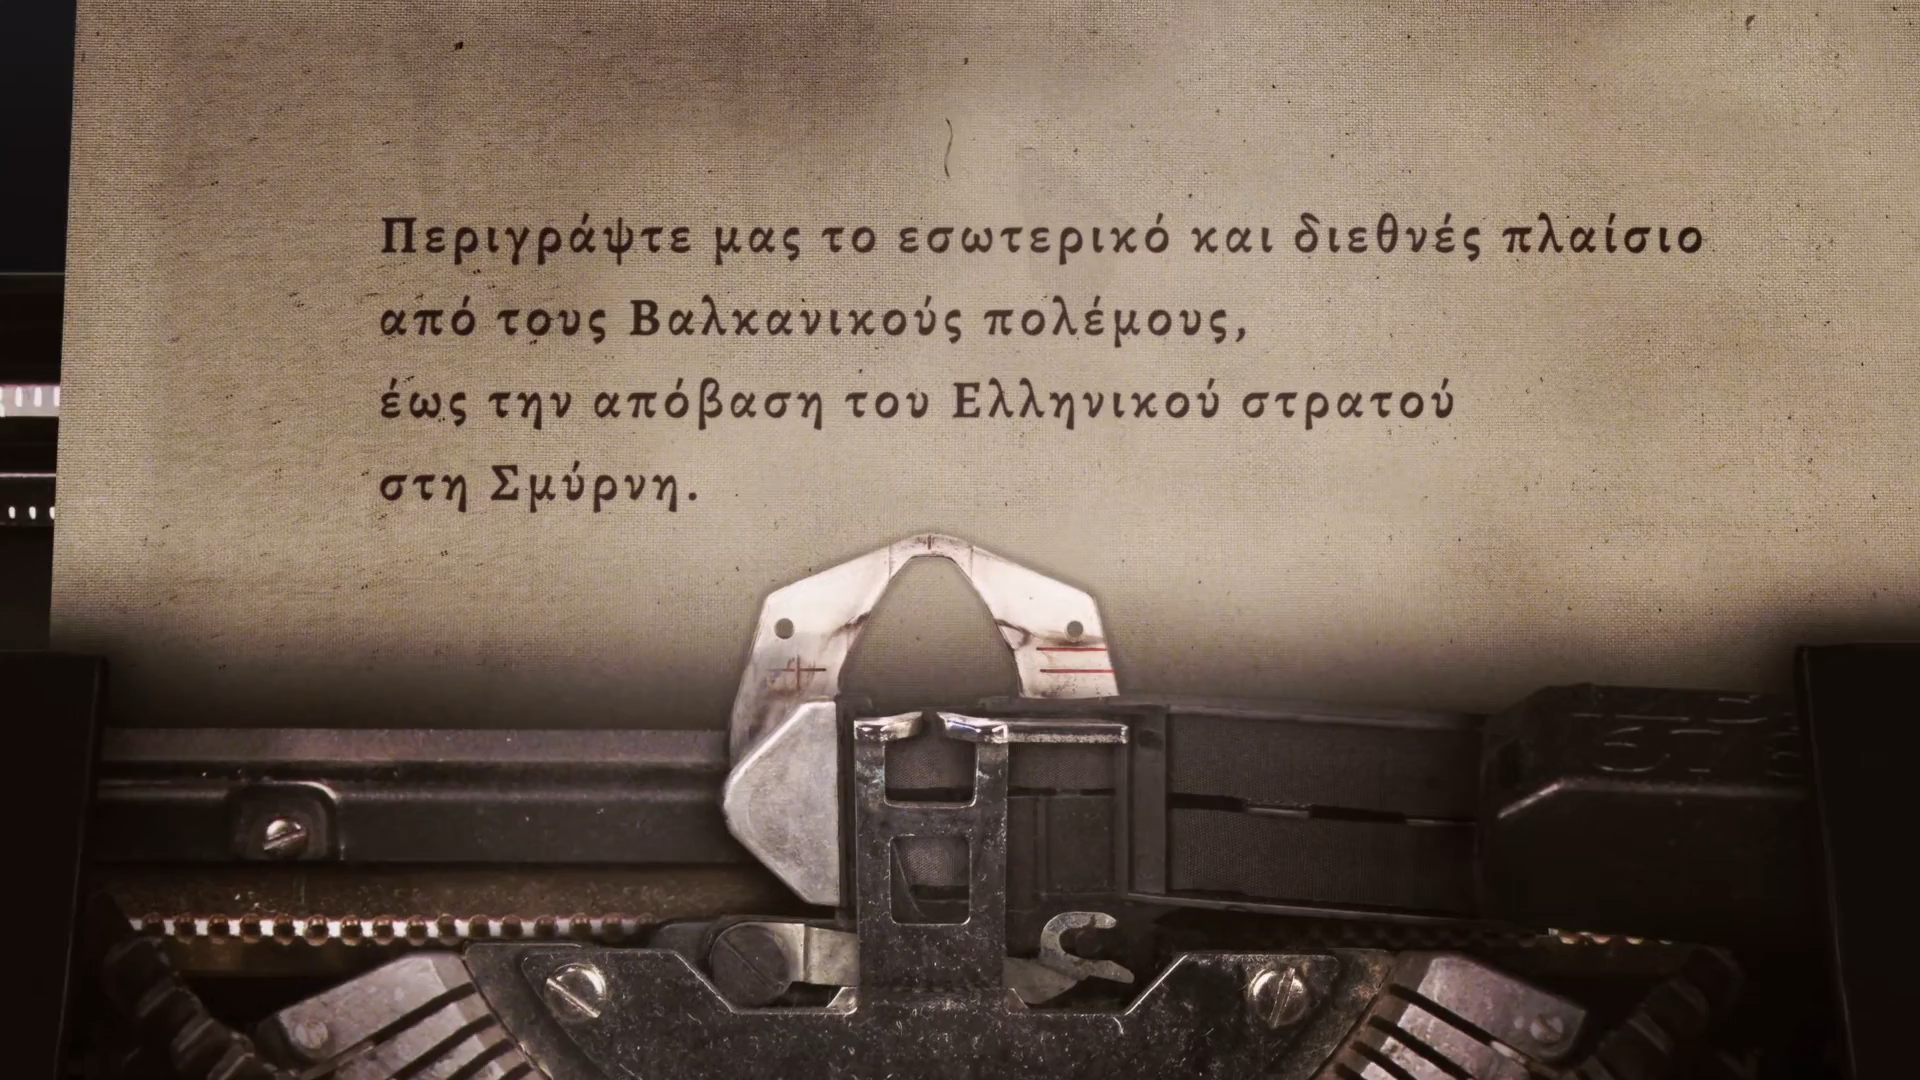 Περιγράψτε μας το εσωτερικό και διεθνές πλαίσιο
από τους Βαλκανικούς πολέμους,
έως την απόβαση του Ελληνικού στρατού
στη Σμύρνη.